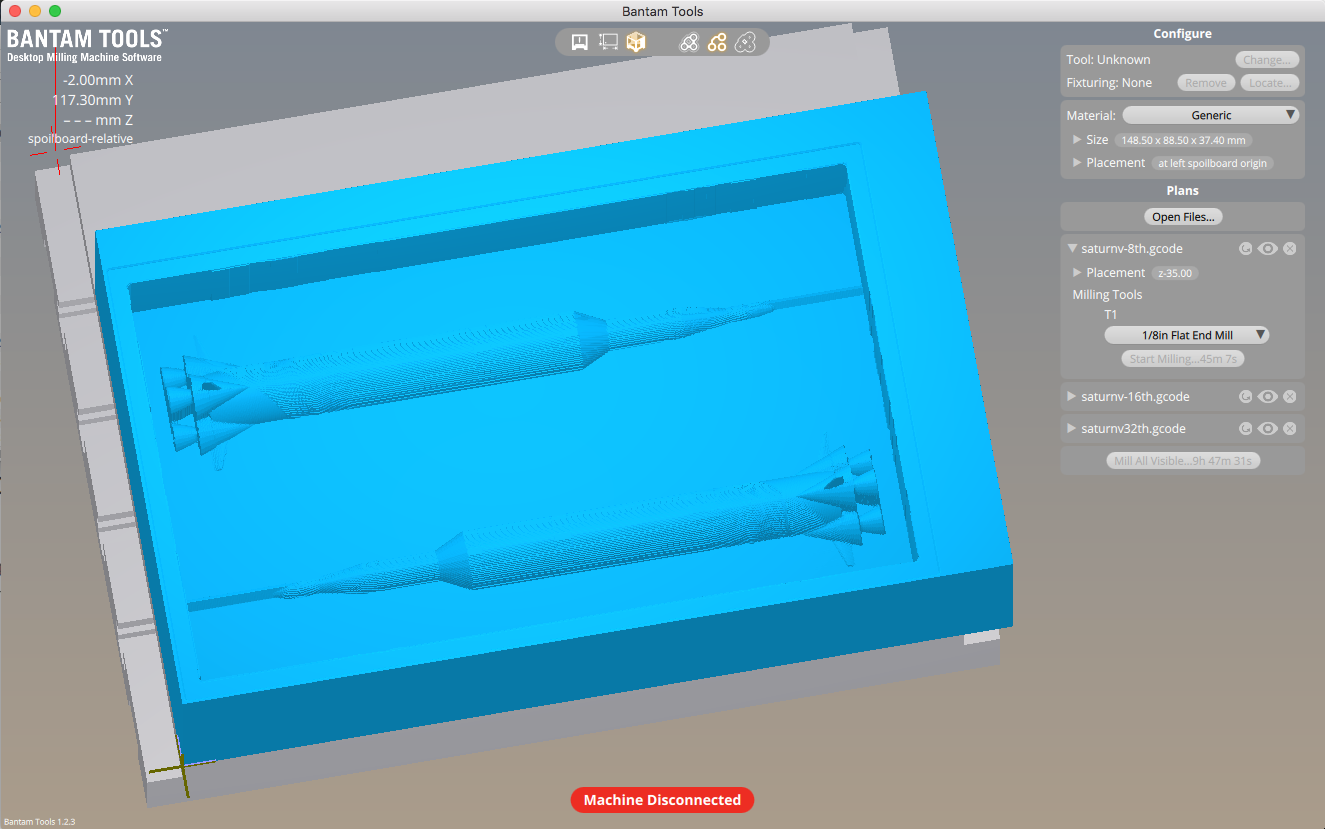 Bantam Tools
BANTAM TOOLS™
Desktop Milling Machine Software
-2.00mm X
117.30mm Y
– – – mm Z
spoilboard-relative
Configure
Tool: Unknown
Change...
Fixturing: None
Remove
Locate...
Material:
Generic
Size
148.50 x 88.50 x 37.40 mm
Placement
at left spoilboard origin
Plans
Open Files...
saturnv-8th.gcode
Placement
z-35.00
Milling Tools
T1
1/8in Flat End Mill
Start Milling...45m 7s
saturnv-16th.gcode
saturnv32th.gcode
Mill All Visible...9h 47m 31s
Machine Disconnected
Bantam Tools 1.2.3